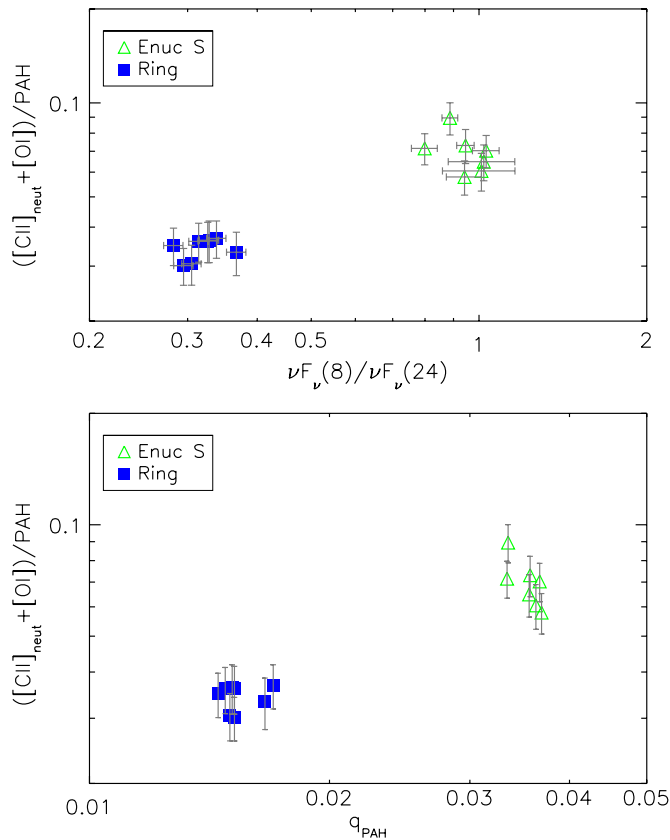 Enuc S
Ring
0.1
([CII]neut+[OI])/PAH
0.2 0.3 0.4 0.5 1 2
νFν(8)/νFν(24)
Enuc S
Ring
0.1
([CII]neut+[OI])/PAH
0.01 0.02 0.03 0.04 0.05
qPAH